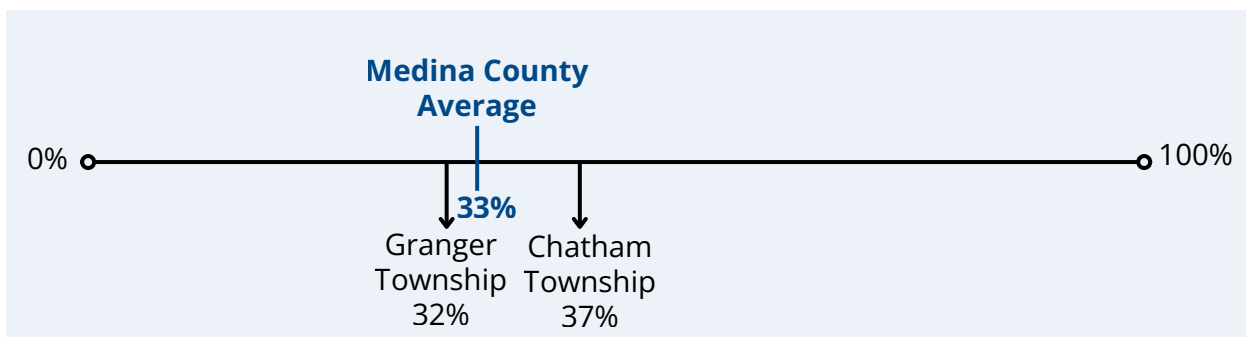 Medina County
Average
0%
100%
33%
Granger
Township
32%
Chatham
Township
37%